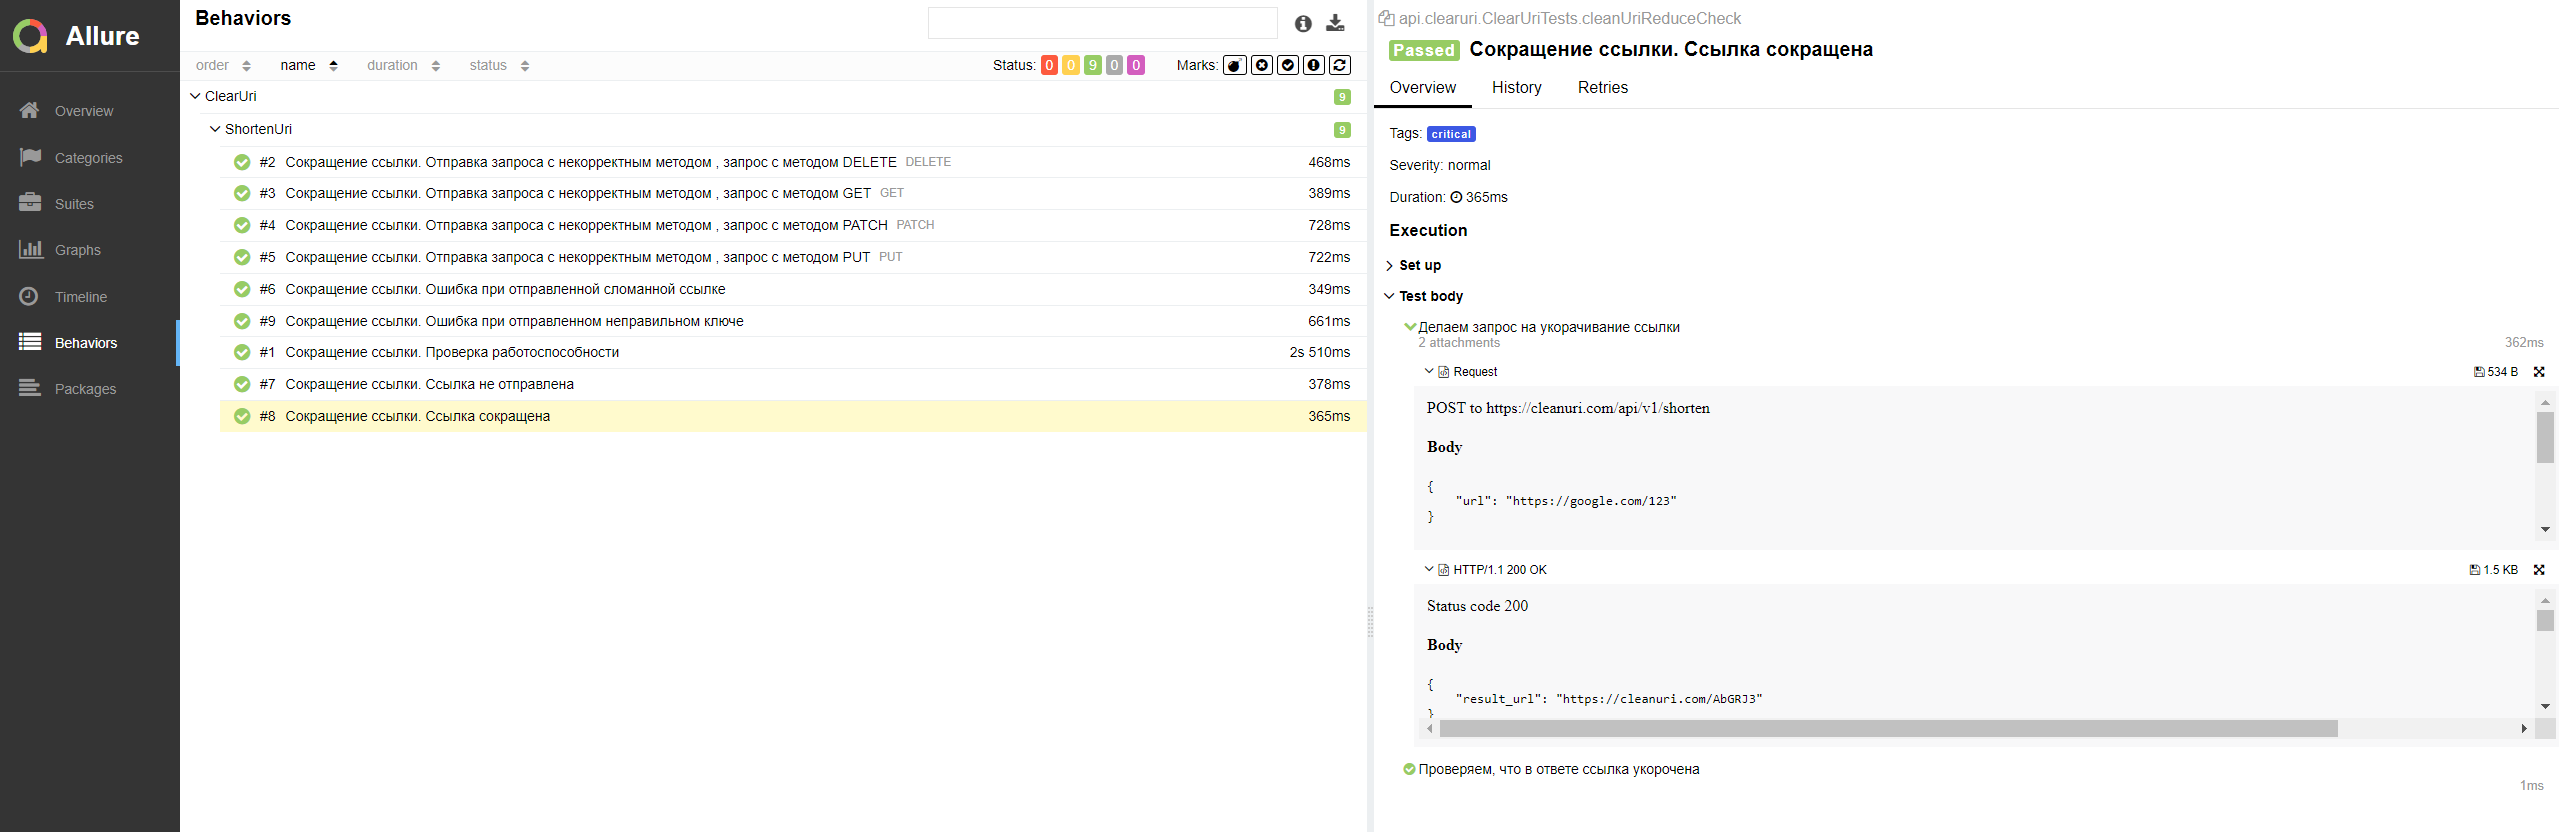 Allure
Overview
Categories
Suites
Graphs
Timeline
Behaviors
Packages
Behaviors
order name duration status Status: 0 0 9 0 0 Marks:
ClearUri 9
ShortenUri 9
#2 Сокращение ссылки. Отправка запроса с некорректным методом , запрос с методом DELETE DELETE 468ms
#3 Сокращение ссылки. Отправка запроса с некорректным методом , запрос с методом GET GET 389ms
#4 Сокращение ссылки. Отправка запроса с некорректным методом , запрос с методом PATCH PATCH 728ms
#5 Сокращение ссылки. Отправка запроса с некорректным методом , запрос с методом PUT PUT 722ms
#6 Сокращение ссылки. Ошибка при отправленной сломанной ссылке 349ms
#9 Сокращение ссылки. Ошибка при отправленном неправильном ключе 661ms
#1 Сокращение ссылки. Проверка работоспособности 2s 510ms
#7 Сокращение ссылки. Ссылка не отправлена 378ms
#8 Сокращение ссылки. Ссылка сокращена 365ms
api.clearuri.ClearUriTests.cleanUriReduceCheck
Passed Сокращение ссылки. Ссылка сокращена
Overview History Retries
Tags: critical
Severity: normal
Duration: 365ms
Execution
Set up
Test body
Делаем запрос на укорачивание ссылки
2 attachments 362ms
Request 534 B
POST to https://cleanuri.com/api/v1/shorten
Body
{
"url": "https://google.com/123"
}
HTTP/1.1 200 OK 1.5 KB
Status code 200
Body
{
"result_url": "https://cleanuri.com/AbGRJ3"
}
Проверяем, что в ответе ссылка укорочена
1ms